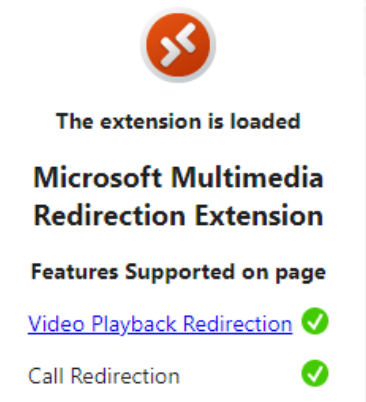 The extension is loaded
Microsoft Multimedia
Redirection Extension
Features Supported on page
Video Playback Redirection
Call Redirection